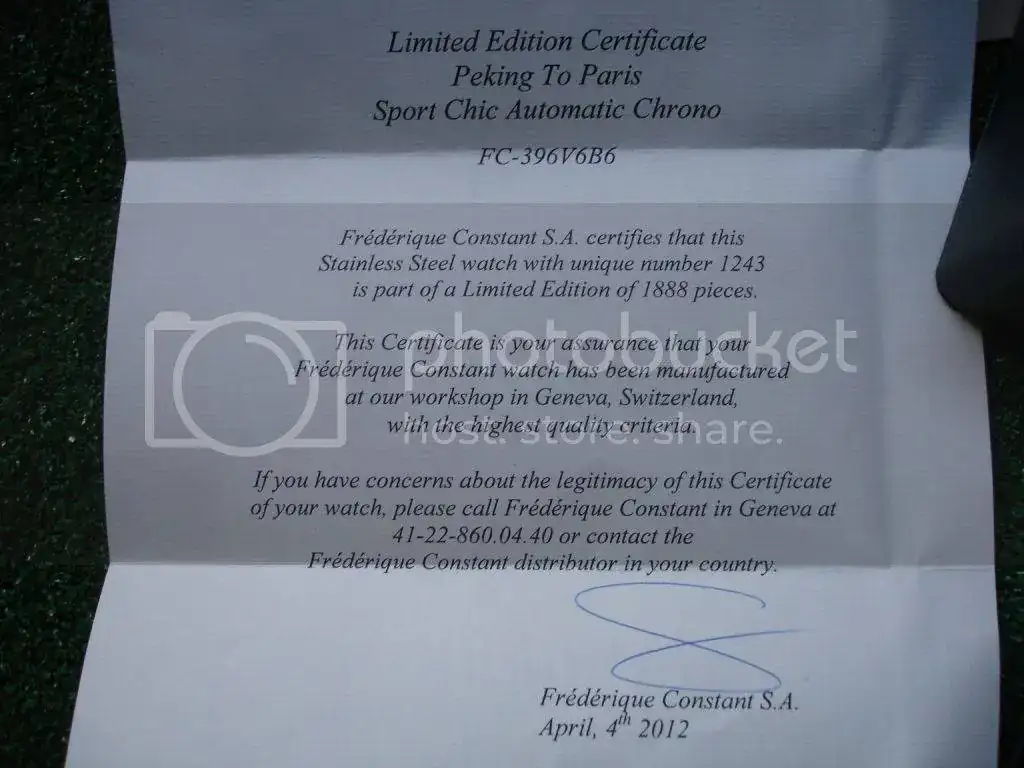 Limited Edition Certificate
Peking To Paris
Sport Chic Automatic Chrono
FC-396V6B6
Frédérique Constant S.A. certifies that this
Stainless Steel watch with unique number 1243
is part of a Limited Edition of 1888 pieces.
This Certificate is your assurance that your
Frédérique Constant watch has been manufactured
at our workshop in Geneva, Switzerland,
with the highest quality criteria.
photobucket
host. store. share.
If you have concerns about the legitimacy of this Certificate
of your watch, please call Frédérique Constant in Geneva at
41-22-860.04.40 or contact the
Frédérique Constant distributor in your country.
Frédérique Constant S.A.
April, 4th 2012